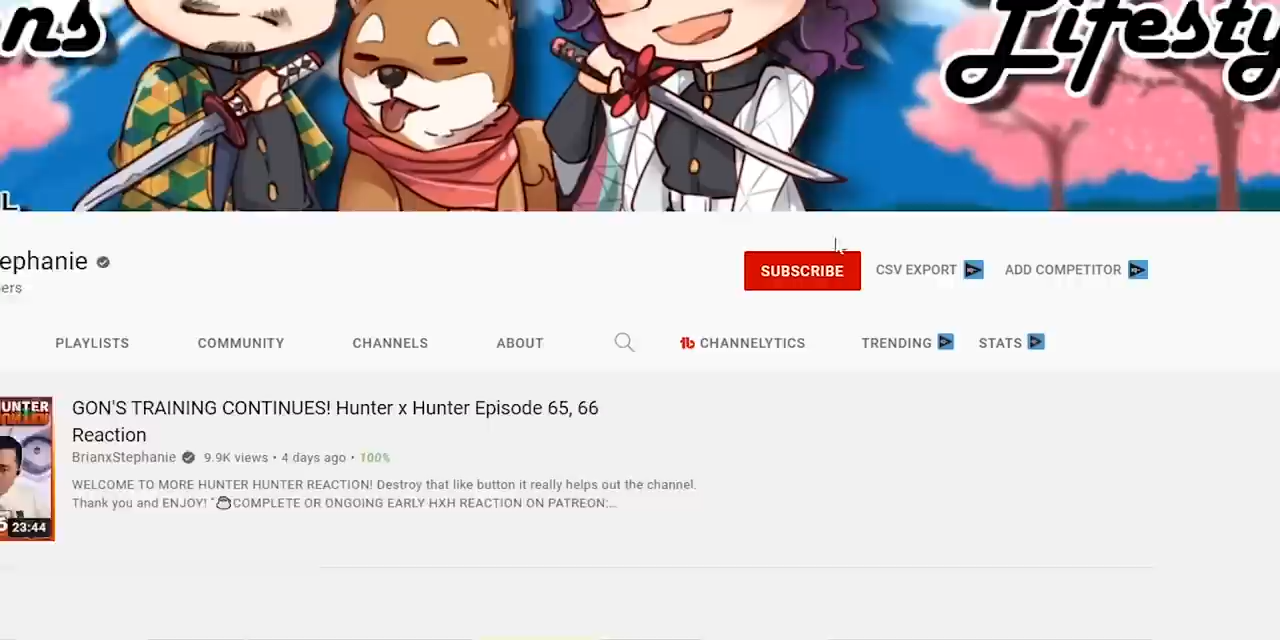 ns
Lifesty
L
ephanie
ers
SUBSCRIBE
CSV EXPORT
ADD COMPETITOR
PLAYLISTS
COMMUNITY
CHANNELS
ABOUT
CHANNELYTICS
TRENDING
STATS
UNTER
GON'S TRAINING CONTINUES! Hunter x Hunter Episode 65, 66
Reaction
BrianxStephanie 9.9K views • 4 days ago • 100%
WELCOME TO MORE HUNTER HUNTER REACTION! Destroy that like button it really helps out the channel.
Thank you and ENJOY! " COMPLETE OR ONGOING EARLY HXH REACTION ON PATREON:...
23:44